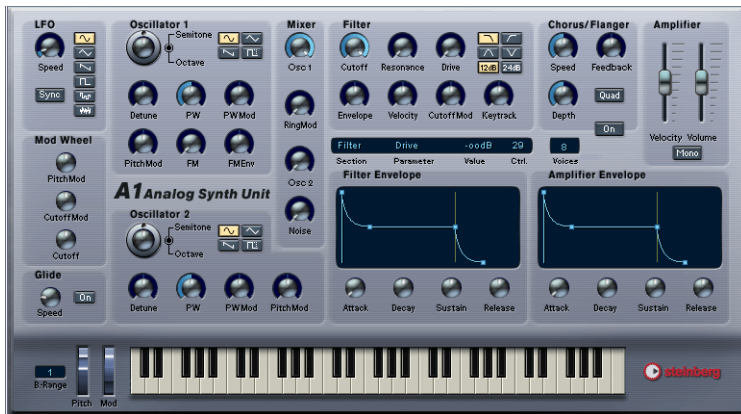 LFO
Speed
Sync
Mod Wheel
PitchMod
CutoffMod
Cutoff
Glide
Speed
On
Oscillator 1
Semitone
Octave
Detune
PW
PWMod
PitchMod
FM
FMEnv
A1 Analog Synth Unit
Oscillator 2
Semitone
Octave
Detune
PW
PWMod
PitchMod
Mixer
Osc 1
RingMod
Osc 2
Noise
Filter
Cutoff
Resonance
Drive
12dB
24dB
Envelope
Velocity
CutoffMod
Keytrack
Filter
Drive
-oodB
29
Section
Parameter
Value
Ctrl.
8
Voices
Chorus/Flanger
Speed
Feedback
Depth
Quad
On
Amplifier
Velocity
Volume
Mono
Filter Envelope
Attack
Decay
Sustain
Release
Amplifier Envelope
Attack
Decay
Sustain
Release
1
B.-Range
Pitch
Mod
steinberg